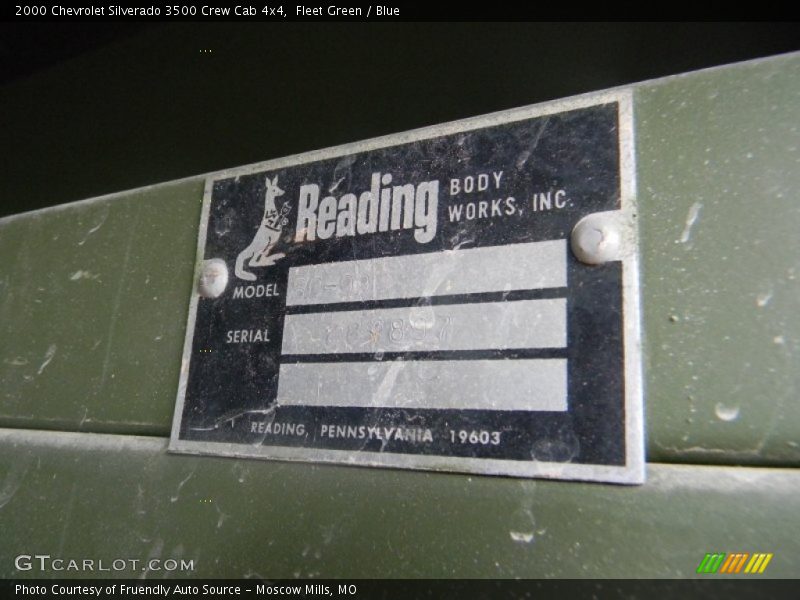 2000 Chevrolet Silverado 3500 Crew Cab 4x4, Fleet Green / Blue
Reading BODY
WORKS, INC.
MODEL
SERIAL
READING, PENNSYLVANIA 19603
GTCARLOT.COM
Photo Courtesy of Fruendly Auto Source – Moscow Mills, MO